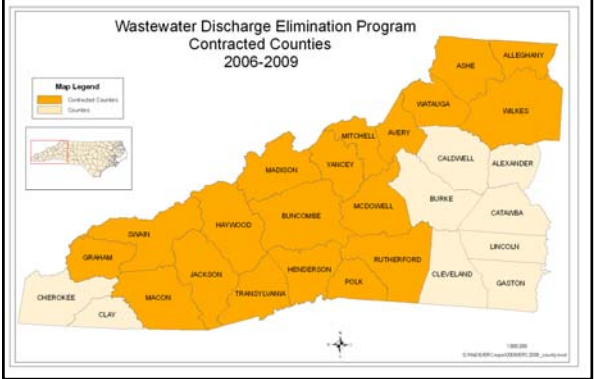 Wastewater Discharge Elimination Program
Contracted Counties
2006-2009
Map Legend
Contracted Counties
Counties
ALLEGHANY
ASHE
WATAUGA
WILKES
MITCHELL
AVERY
CALDWELL
ALEXANDER
MADISON
YANCEY
BURKE
CATAWBA
BUNCOMBE
MCDOWELL
SWAIN
HAYWOOD
LINCOLN
GRAHAM
JACKSON
HENDERSON
RUTHERFORD
CLEVELAND
GASTON
CHEROKEE
MACON
TRANSYLVANIA
POLK
CLAY